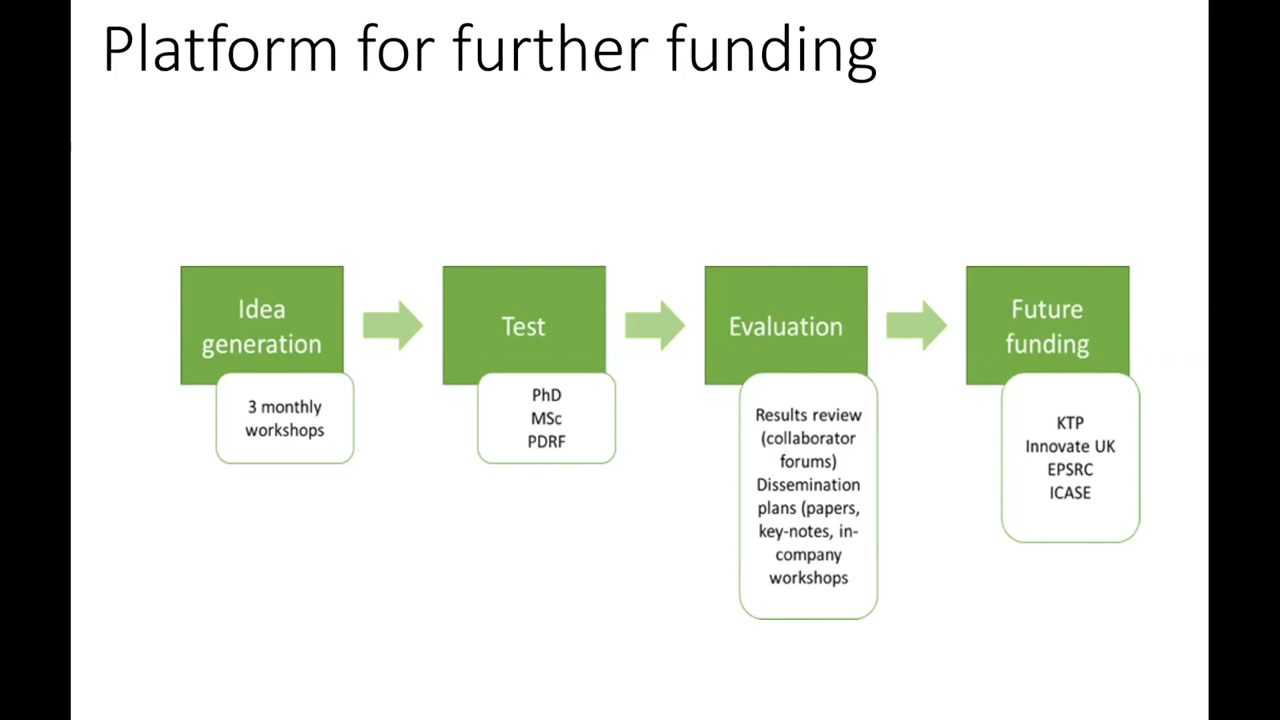 Platform for further funding
Idea
generation
3 monthly
workshops
Test
PhD
MSc
PDRF
Evaluation
Results review
(collaborator
forums)
Dissemination
plans (papers,
key-notes, in-
company
workshops
Future
funding
KTP
Innovate UK
EPSRC
ICASE